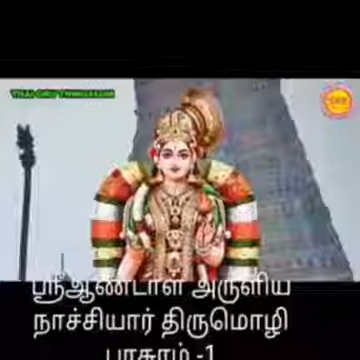 ஸ்ரீஆண்டாள் அருளிய
நாச்சியார் திருமொழி
பாசுரம் -1